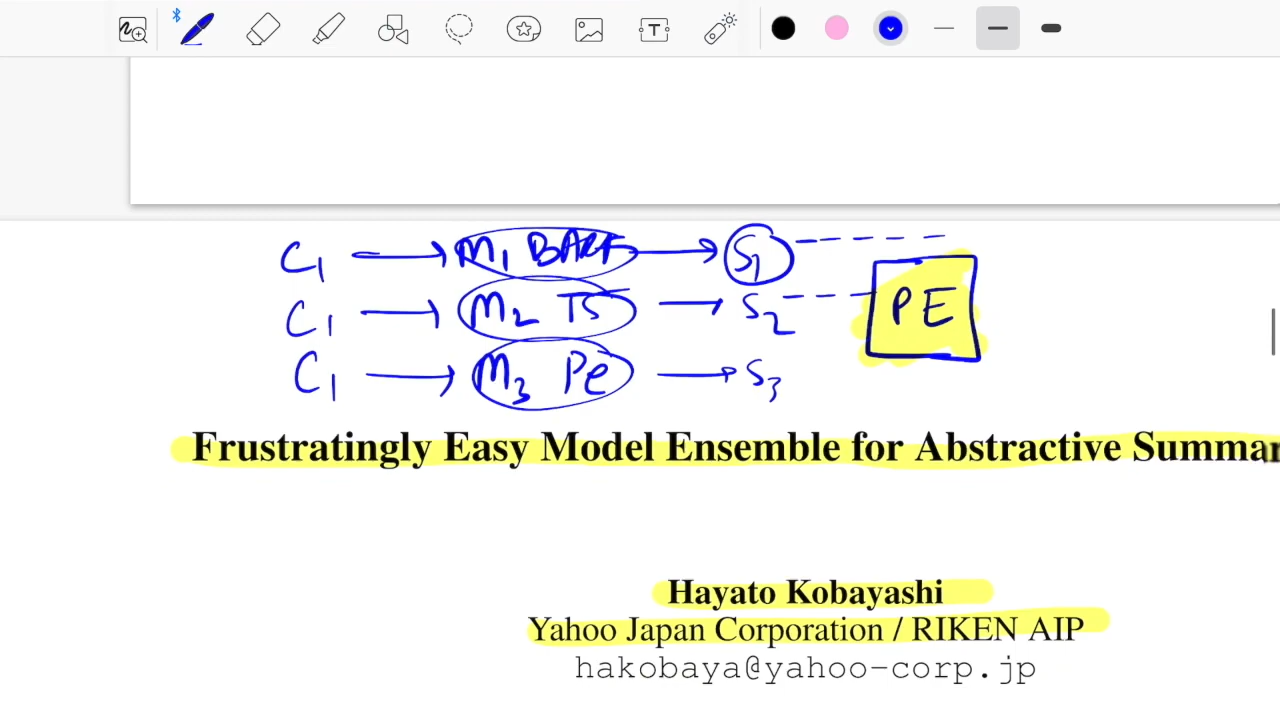 C1 → M1 BART → S1
C1 → M2 T5 → S2
PE
C1 → M3 Pe → S3
Frustratingly Easy Model Ensemble for Abstractive Summar
Hayato Kobayashi
Yahoo Japan Corporation / RIKEN AIP
hakobaya@yahoo-corp.jp